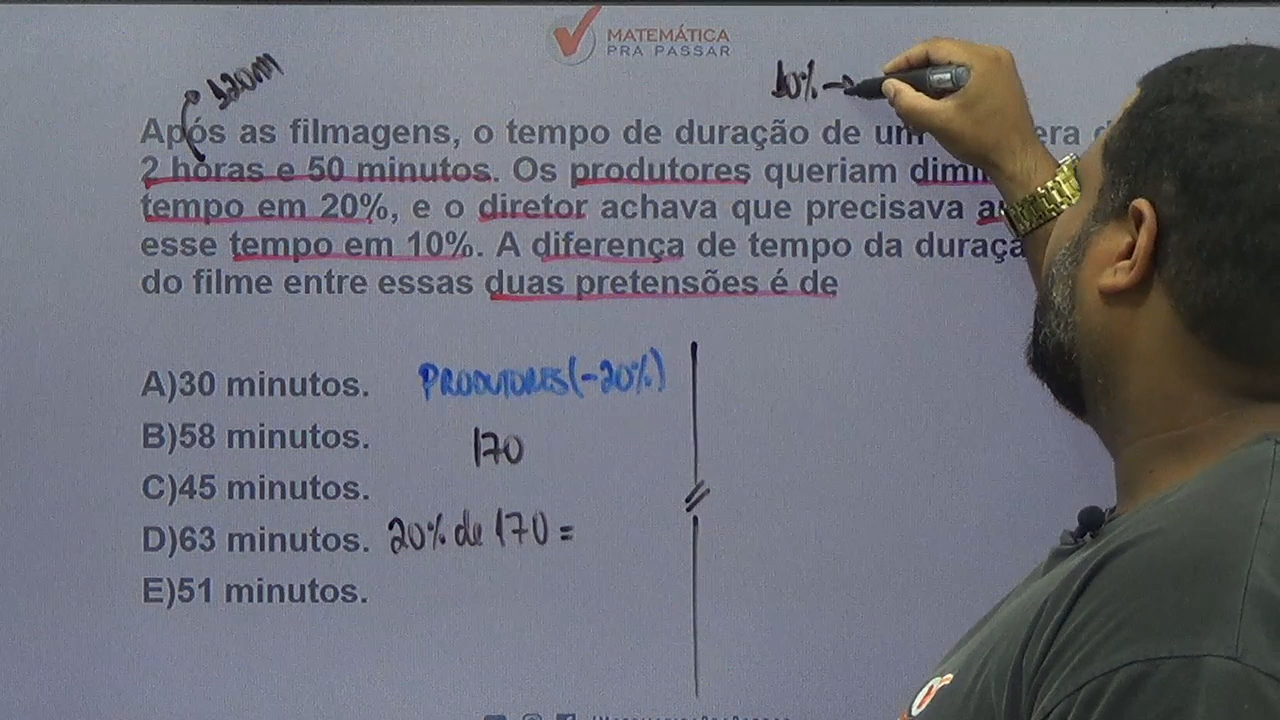 MATEMÁTICA
PRA PASSAR
120m
10% →
Após as filmagens, o tempo de duração de um era
2 horas e 50 minutos. Os produtores queriam
tempo em 20%, e o diretor achava que precisava
esse tempo em 10%. A diferença de tempo da
do filme entre essas duas pretensões é de
A)30 minutos.
PRODUTORES (-20%)
B)58 minutos.
170
C)45 minutos.
D)63 minutos.
20% de 170 =
E)51 minutos.